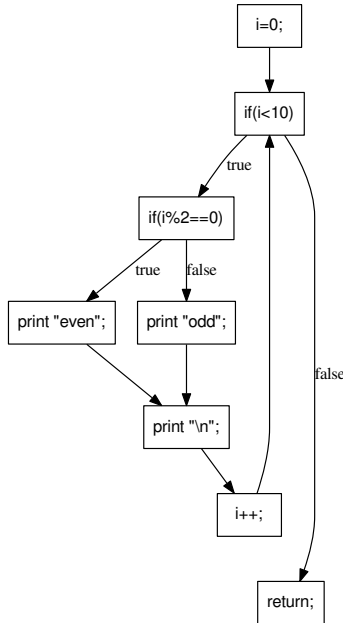 i=0;
if(i<10)
true
if(i%2==0)
true
false
print "even";
print "odd";
false
print "\n";
i++;
return;